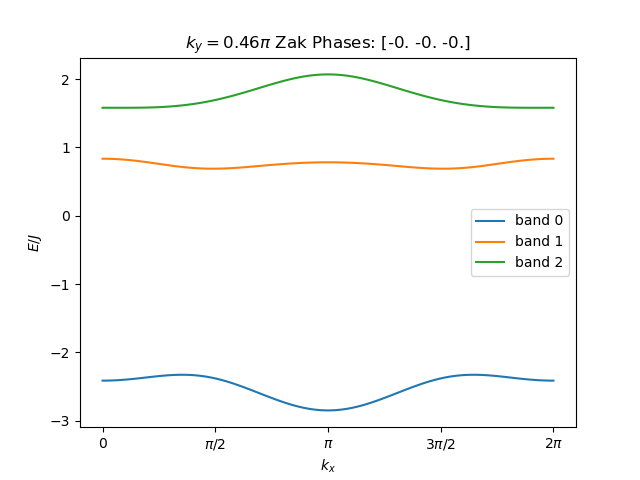 $k_y = 0.46\pi$ Zak Phases: [-0. -0. -0.]
2
1
0
−1
−2
−3
E/J
band 0
band 1
band 2
0
π/2
π
3π/2
2π
$k_x$